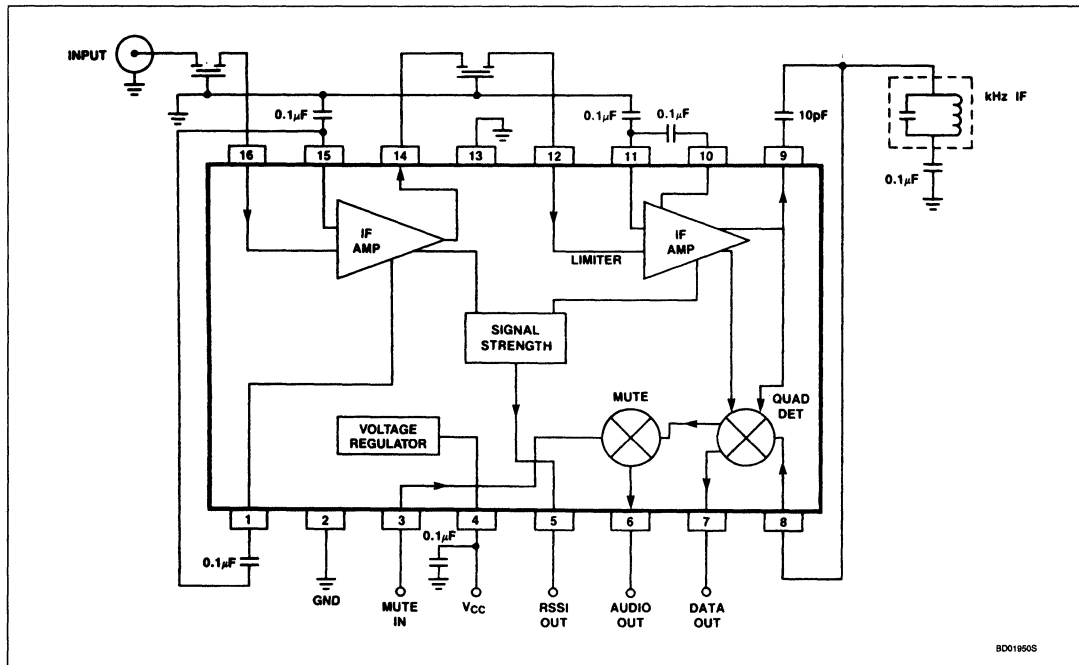 INPUT
0.1μF
0.1μF
0.1μF
10pF
kHz IF
0.1μF
16
15
14
13
12
11
10
9
IF
AMP
LIMITER
IF
AMP
SIGNAL
STRENGTH
MUTE
QUAD
DET
VOLTAGE
REGULATOR
1
2
3
4
5
6
7
8
0.1μF
0.1μF
GND
MUTE
IN
VCC
RSSI
OUT
AUDIO
OUT
DATA
OUT
BD01950S